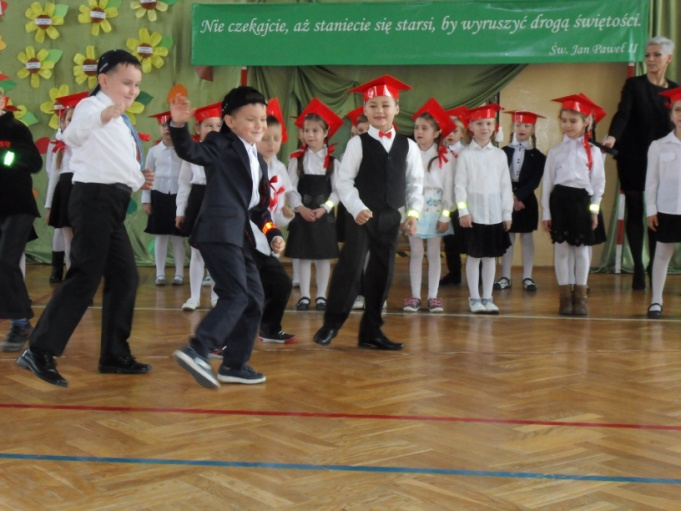 Nie czekajcie, aż staniecie się starsi, by wyruszyć drogą świętości.
Św. Jan Paweł II